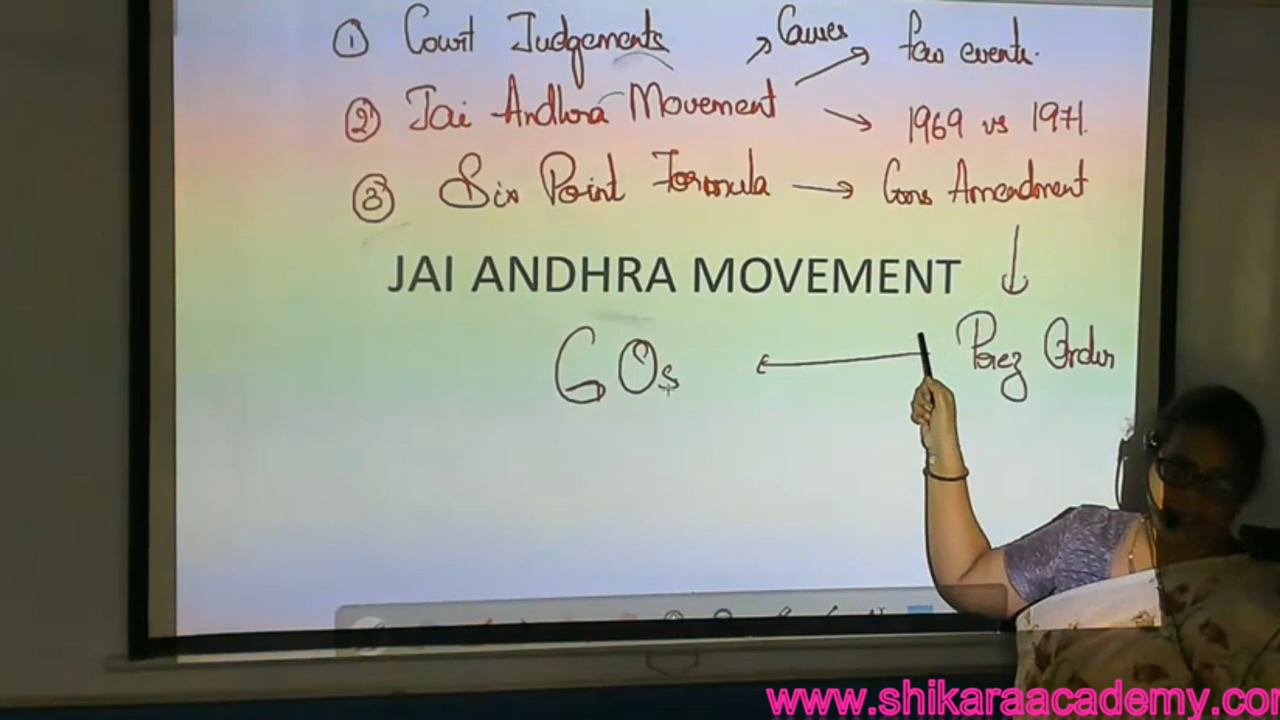 ① Court Judgements
Causes
few events.
② Jai Andhra Movement
1969 vs 1971.
③ Six Point Formula → Cons Amendment
JAI ANDHRA MOVEMENT
GOs ← Prez Order
www.shikaraacademy.co